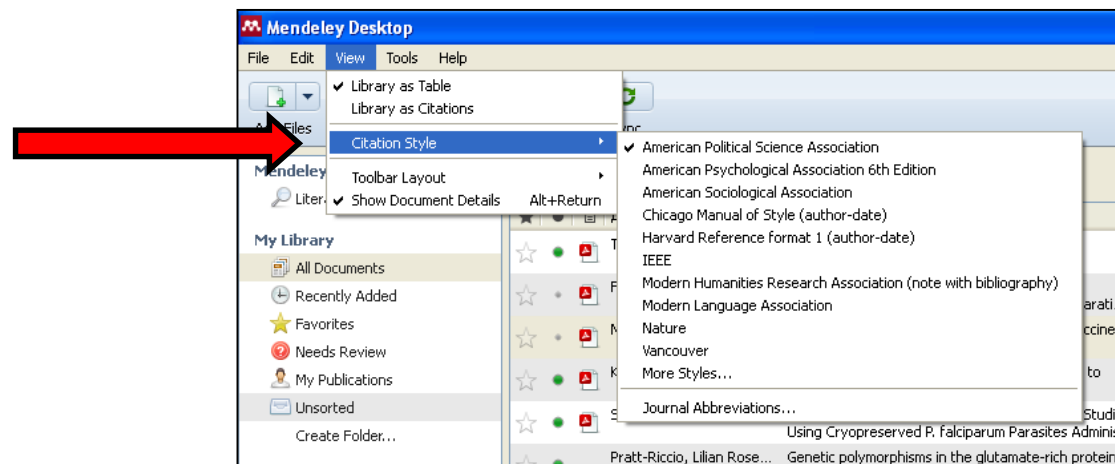 Mendeley Desktop
File Edit View Tools Help
Library as Table
Library as Citations
Files
Citation Style
American Political Science Association
American Psychological Association 6th Edition
American Sociological Association
Chicago Manual of Style (author-date)
Harvard Reference format 1 (author-date)
IEEE
Modern Humanities Research Association (note with bibliography)
Modern Language Association
Nature
Vancouver
More Styles...
Journal Abbreviations...
Toolbar Layout
Show Document Details Alt+Return
Mendeley
My Library
All Documents
Recently Added
Favorites
Needs Review
My Publications
Unsorted
Create Folder...
to
Using Cryopreserved P. falciparum Parasites
Pratt-Riccio, Lilian Rose... Genetic polymorphisms in the glutamate-rich protein